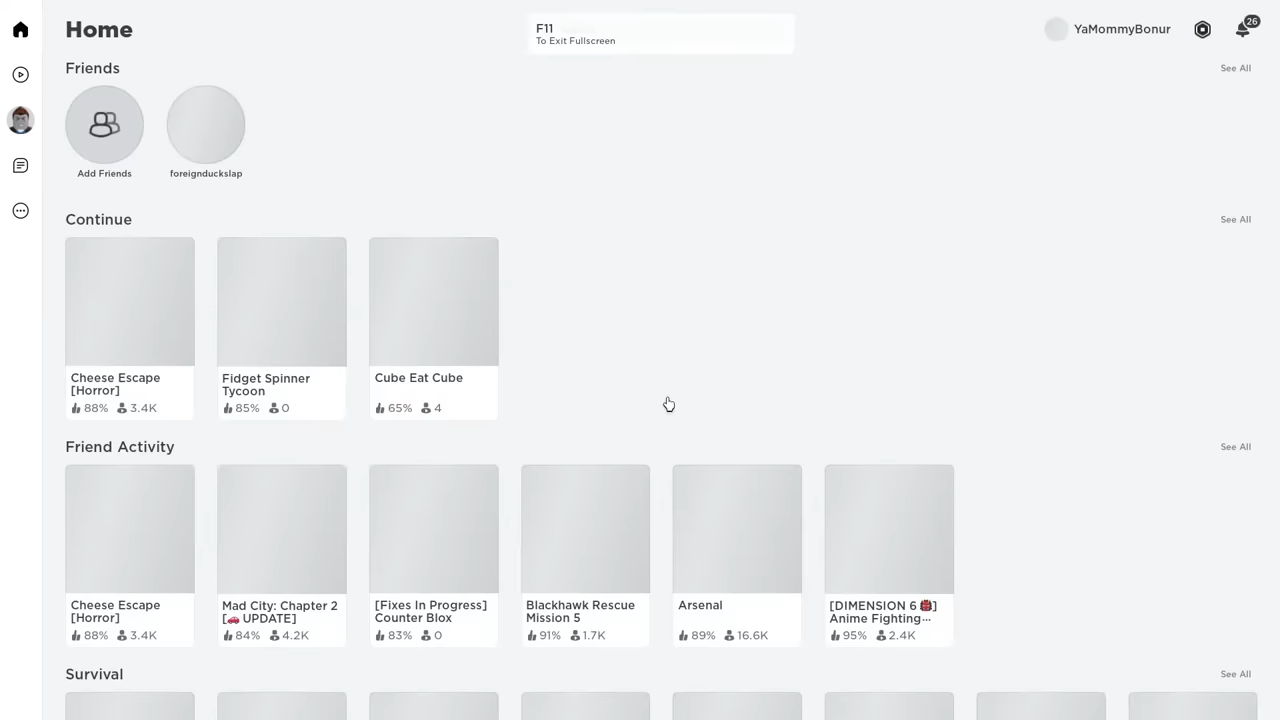 Home
F11
To Exit Fullscreen
YaMommyBonur
26
Friends
See All
Add Friends
foreignduckslap
Continue
See All
Cheese Escape
[Horror]
88% 3.4K
Fidget Spinner
Tycoon
85% 0
Cube Eat Cube
65% 4
Friend Activity
See All
Cheese Escape
[Horror]
88% 3.4K
Mad City: Chapter 2
[🚗 UPDATE]
84% 4.2K
[Fixes In Progress]
Counter Blox
83% 0
Blackhawk Rescue
Mission 5
91% 1.7K
Arsenal
89% 16.6K
[DIMENSION 6 👹]
Anime Fighting...
95% 2.4K
Survival
See All